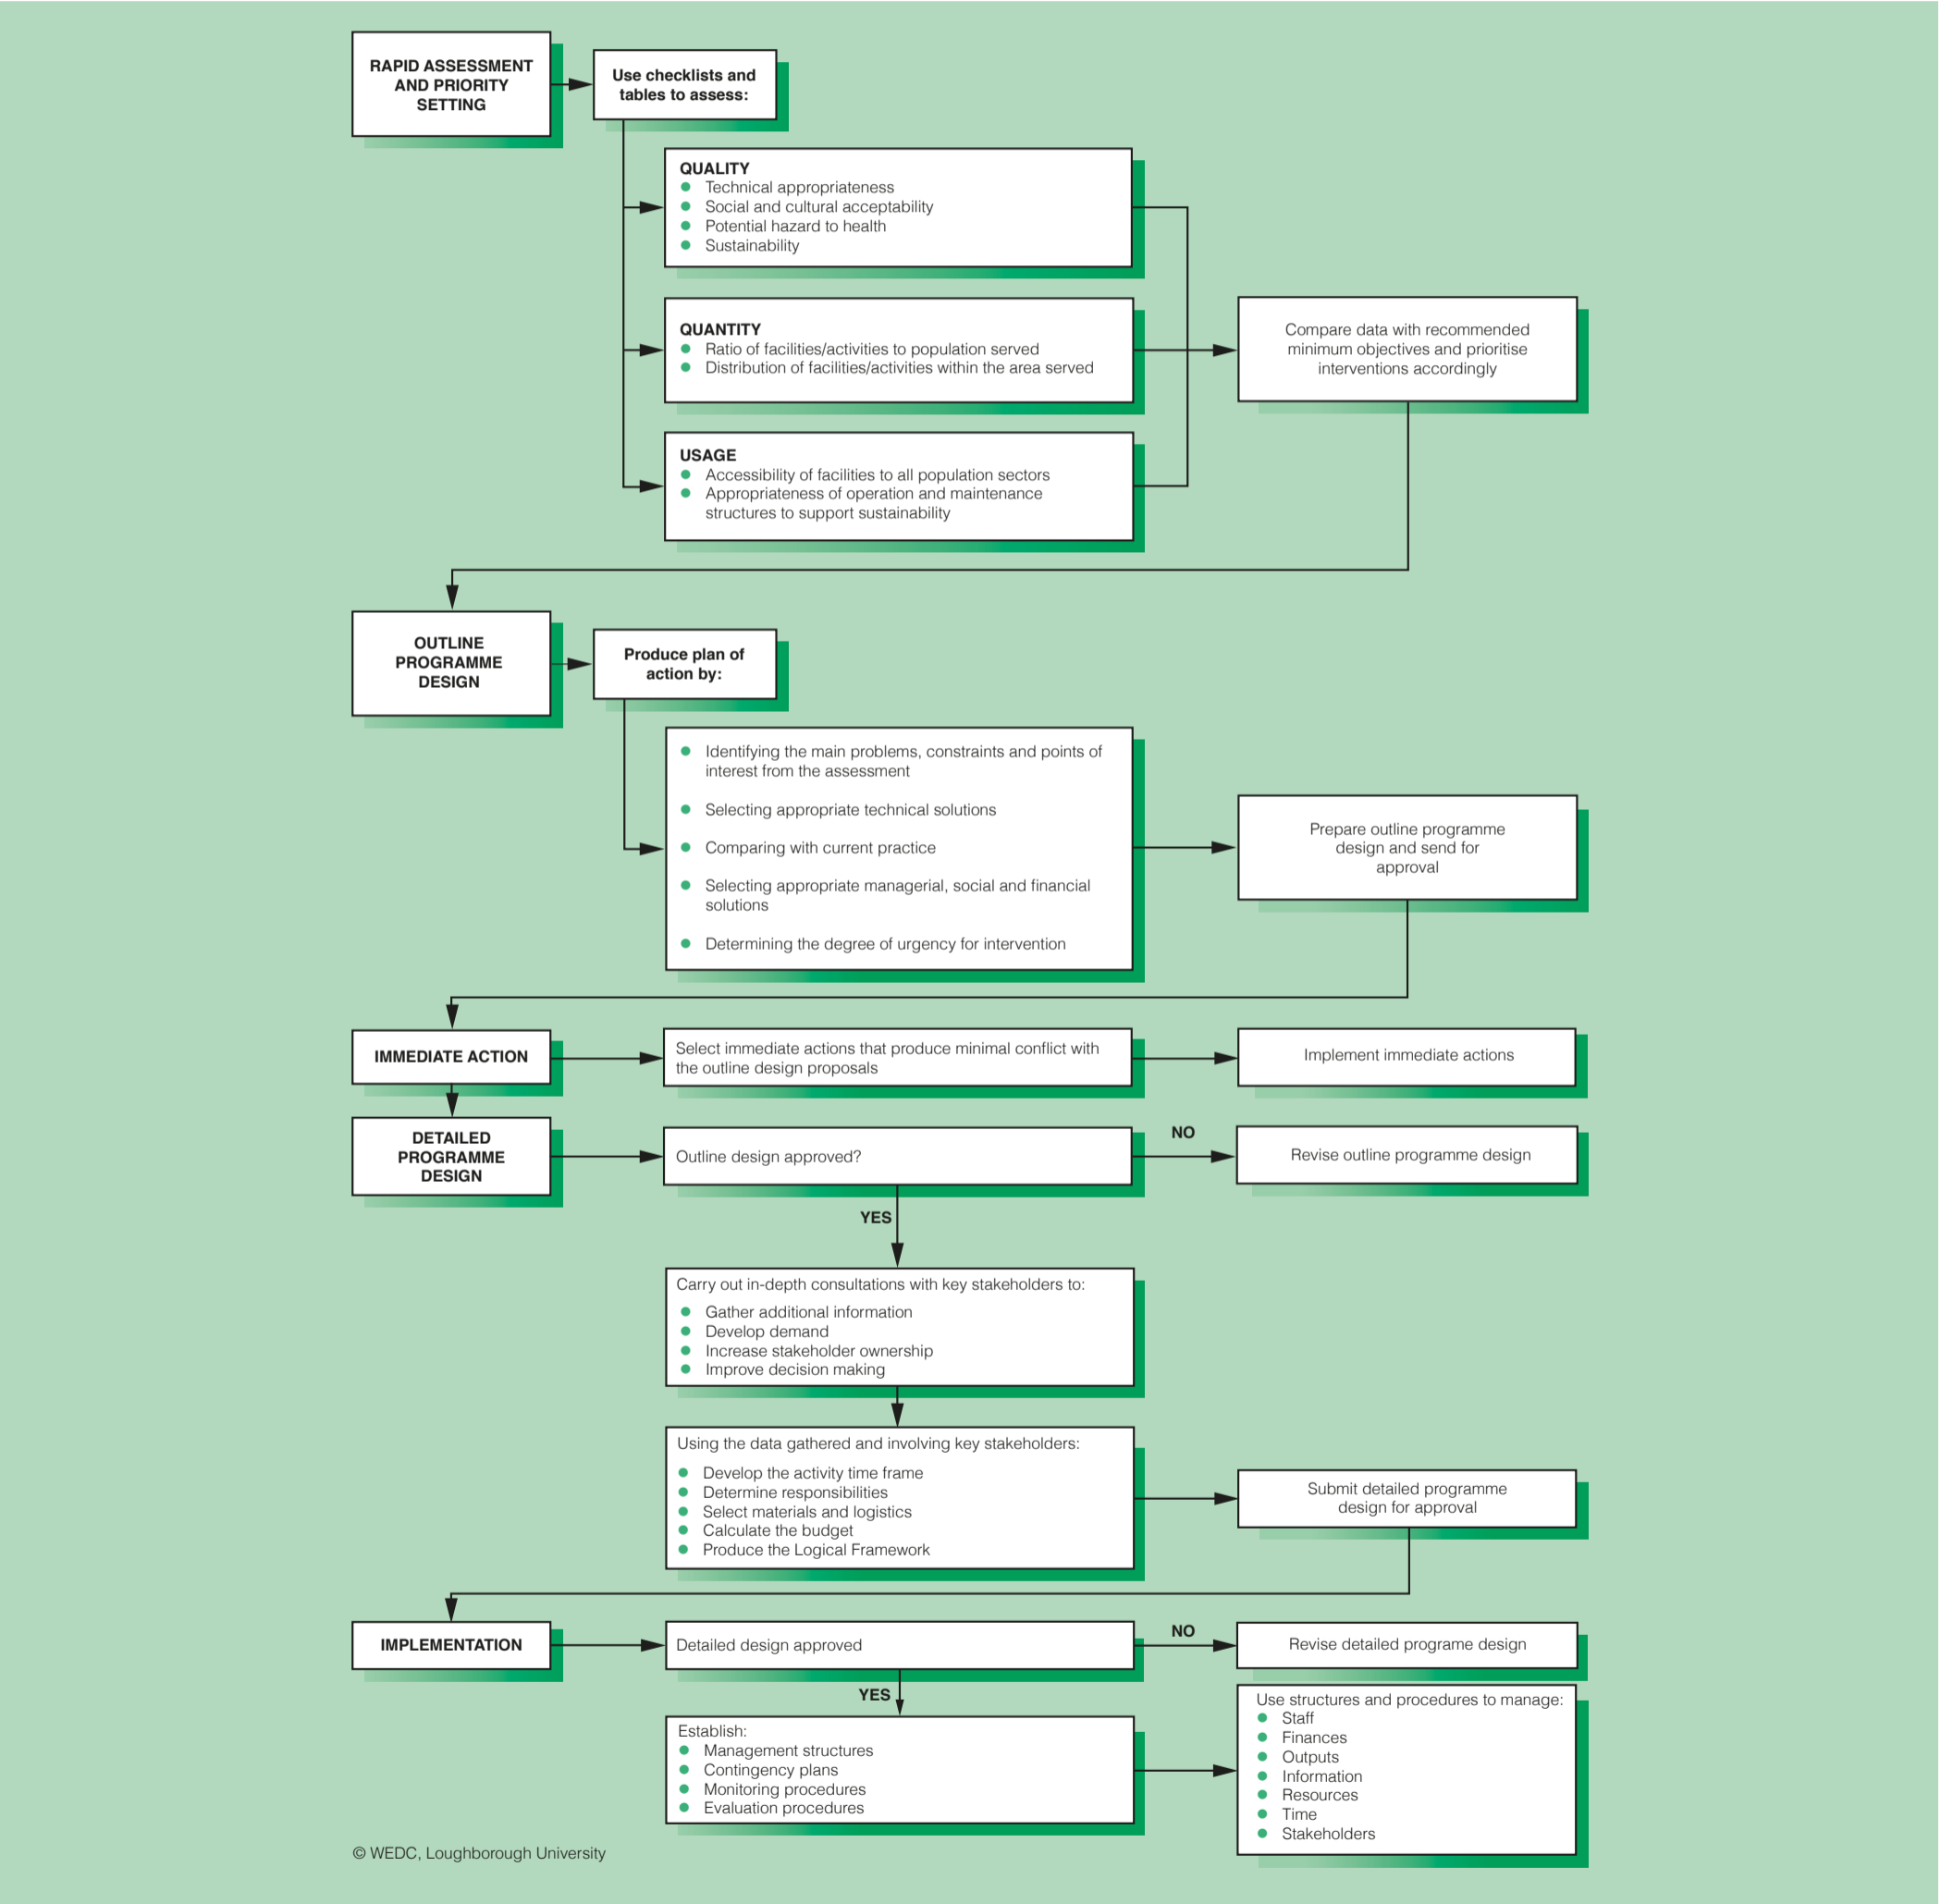 RAPID ASSESSMENT
AND PRIORITY
SETTING
Use checklists and
tables to assess:
QUALITY
Technical appropriateness
Social and cultural acceptability
Potential hazard to health
Sustainability
QUANTITY
Ratio of facilities/activities to population served
Distribution of facilities/activities within the area served
USAGE
Accessibility of facilities to all population sectors
Appropriateness of operation and maintenance
structures to support sustainability
Compare data with recommended
minimum objectives and prioritise
interventions accordingly
OUTLINE
PROGRAMME
DESIGN
Produce plan of
action by:
Identifying the main problems, constraints and points of
interest from the assessment
Selecting appropriate technical solutions
Comparing with current practice
Selecting appropriate managerial, social and financial
solutions
Determining the degree of urgency for intervention
Prepare outline programme
design and send for
approval
IMMEDIATE ACTION
Select immediate actions that produce minimal conflict with
the outline design proposals
Implement immediate actions
DETAILED
PROGRAMME
DESIGN
Outline design approved?
NO
Revise outline programme design
YES
Carry out in-depth consultations with key stakeholders to:
Gather additional information
Develop demand
Increase stakeholder ownership
Improve decision making
Using the data gathered and involving key stakeholders:
Develop the activity time frame
Determine responsibilities
Select materials and logistics
Calculate the budget
Produce the Logical Framework
Submit detailed programme
design for approval
IMPLEMENTATION
Detailed design approved
NO
Revise detailed programe design
YES
Establish:
Management structures
Contingency plans
Monitoring procedures
Evaluation procedures
Use structures and procedures to manage:
Staff
Finances
Outputs
Information
Resources
Time
Stakeholders
© WEDC, Loughborough University